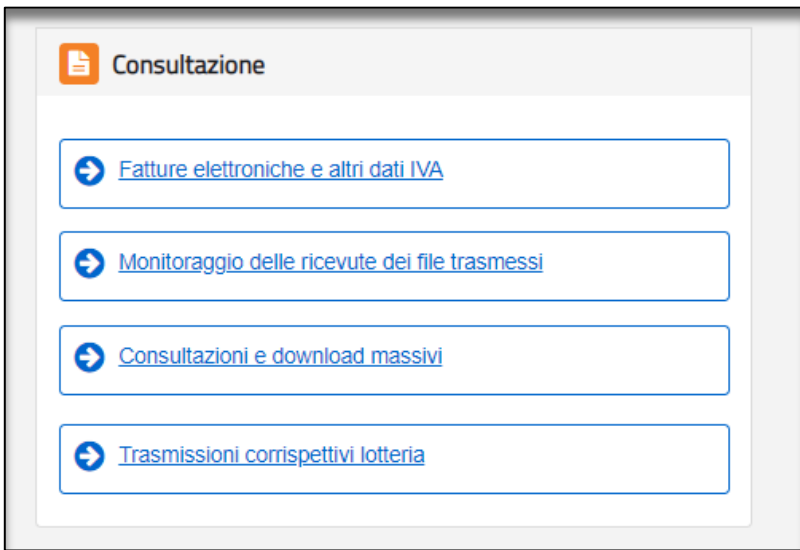 Consultazione
Fatture elettroniche e altri dati IVA
Monitoraggio delle ricevute dei file trasmessi
Consultazioni e download massivi
Trasmissioni corrispettivi lotteria